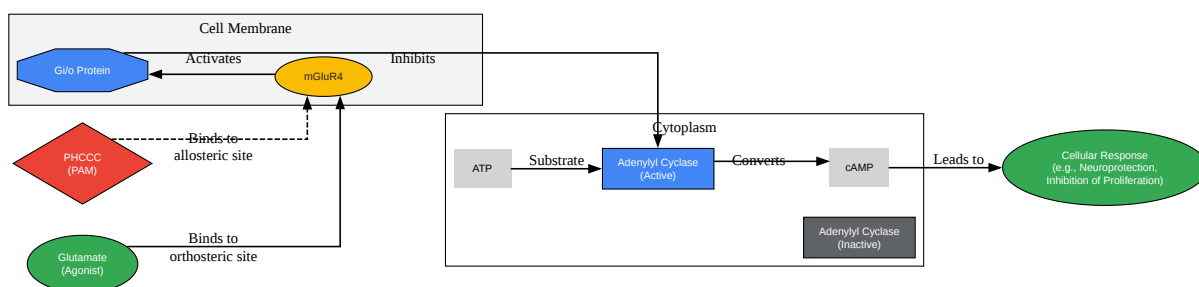 Cell Membrane
Gi/o Protein
Activates
mGluR4
Inhibits
PHCCC
(PAM)
Binds to
allosteric site
Glutamate
(Agonist)
Binds to
orthosteric site
Cytoplasm
ATP
Substrate
Adenylyl Cyclase
(Active)
Converts
cAMP
Leads to
Cellular Response
(e.g., Neuroprotection,
Inhibition of Proliferation)
Adenylyl Cyclase
(Inactive)